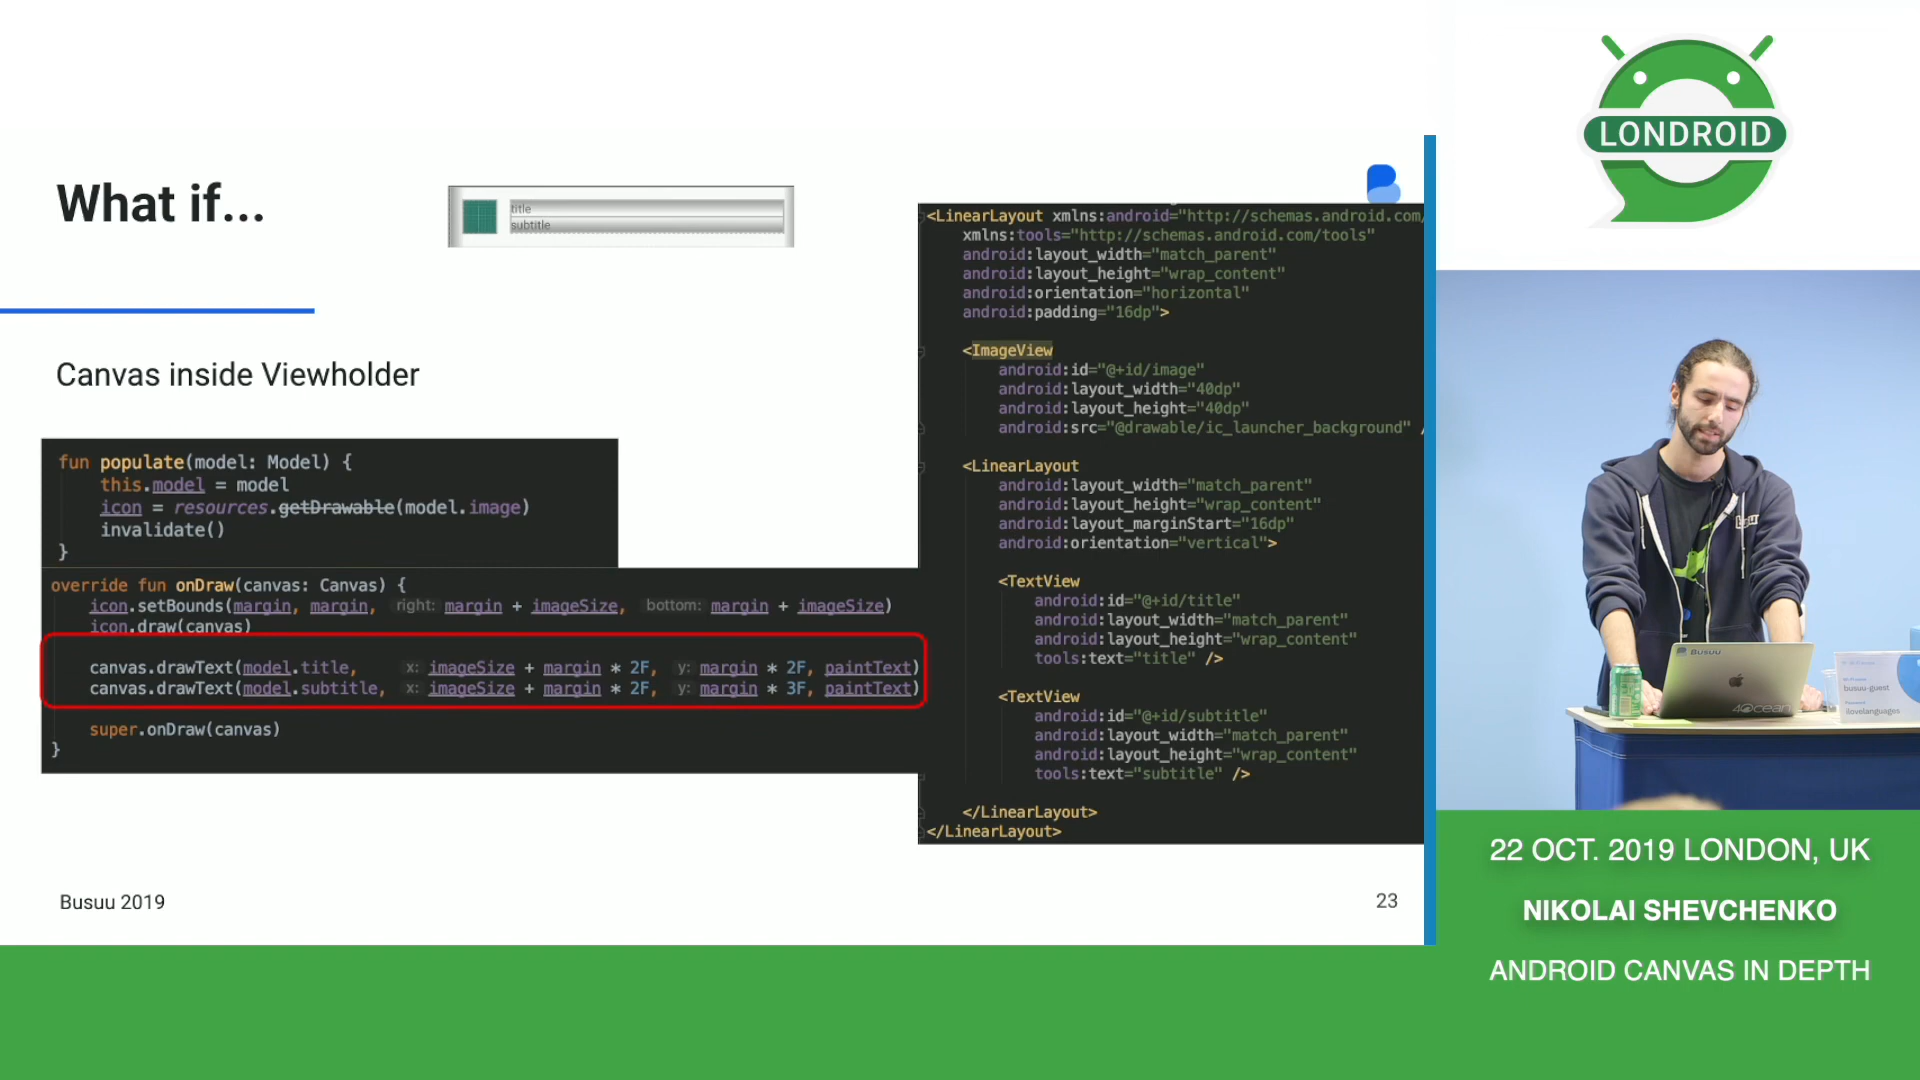 What if...
title
subtitle
Canvas inside Viewholder
fun populate(model: Model) {
this.model = model
icon = resources.getDrawable(model.image)
invalidate()
}
override fun onDraw(canvas: Canvas) {
icon.setBounds(margin, margin, right: margin + imageSize, bottom: margin + imageSize)
icon.draw(canvas)
canvas.drawText(model.title, x: imageSize + margin * 2F, y: margin * 2F, paintText)
canvas.drawText(model.subtitle, x: imageSize + margin * 2F, y: margin * 3F, paintText)
super.onDraw(canvas)
}
<LinearLayout xmlns:android="http://schemas.android.com/
xmlns:tools="http://schemas.android.com/tools"
android:layout_width="match_parent"
android:layout_height="wrap_content"
android:orientation="horizontal"
android:padding="16dp">
<ImageView
android:id="@+id/image"
android:layout_width="40dp"
android:layout_height="40dp"
android:src="@drawable/ic_launcher_background" /
<LinearLayout
android:layout_width="match_parent"
android:layout_height="wrap_content"
android:layout_marginStart="16dp"
android:orientation="vertical">
<TextView
android:id="@+id/title"
android:layout_width="match_parent"
android:layout_height="wrap_content"
tools:text="title" />
<TextView
android:id="@+id/subtitle"
android:layout_width="match_parent"
android:layout_height="wrap_content"
tools:text="subtitle" />
</LinearLayout>
</LinearLayout>
Busuu 2019
23
LONDROID
Busuu
4Ocean
busuu-guest
ilovelanguages
22 OCT. 2019 LONDON, UK
NIKOLAI SHEVCHENKO
ANDROID CANVAS IN DEPTH